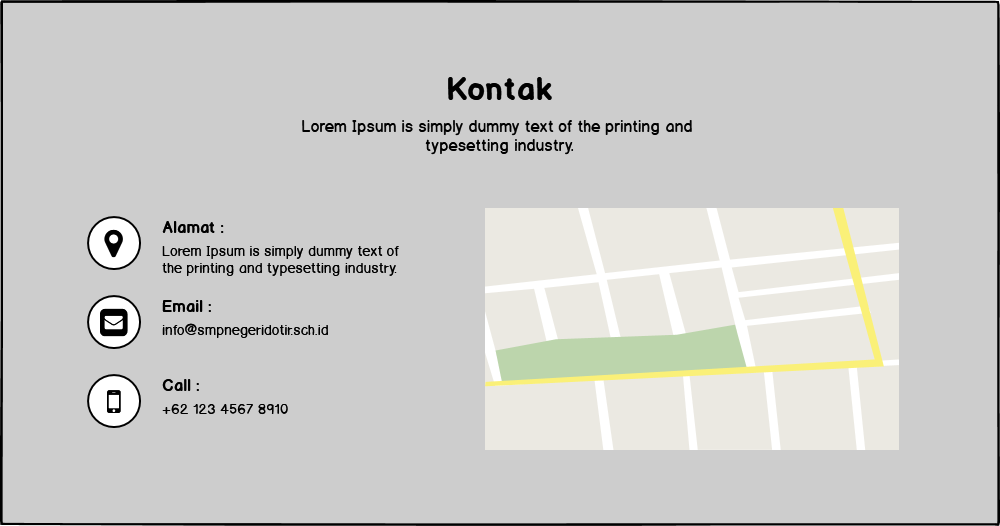 Kontak
Lorem Ipsum is simply dummy text of the printing and
typesetting industry.
Alamat :
Lorem Ipsum is simply dummy text of
the printing and typesetting industry.
Email :
info@smpnegeridotir.sch.id
Call :
+62 123 4567 8910